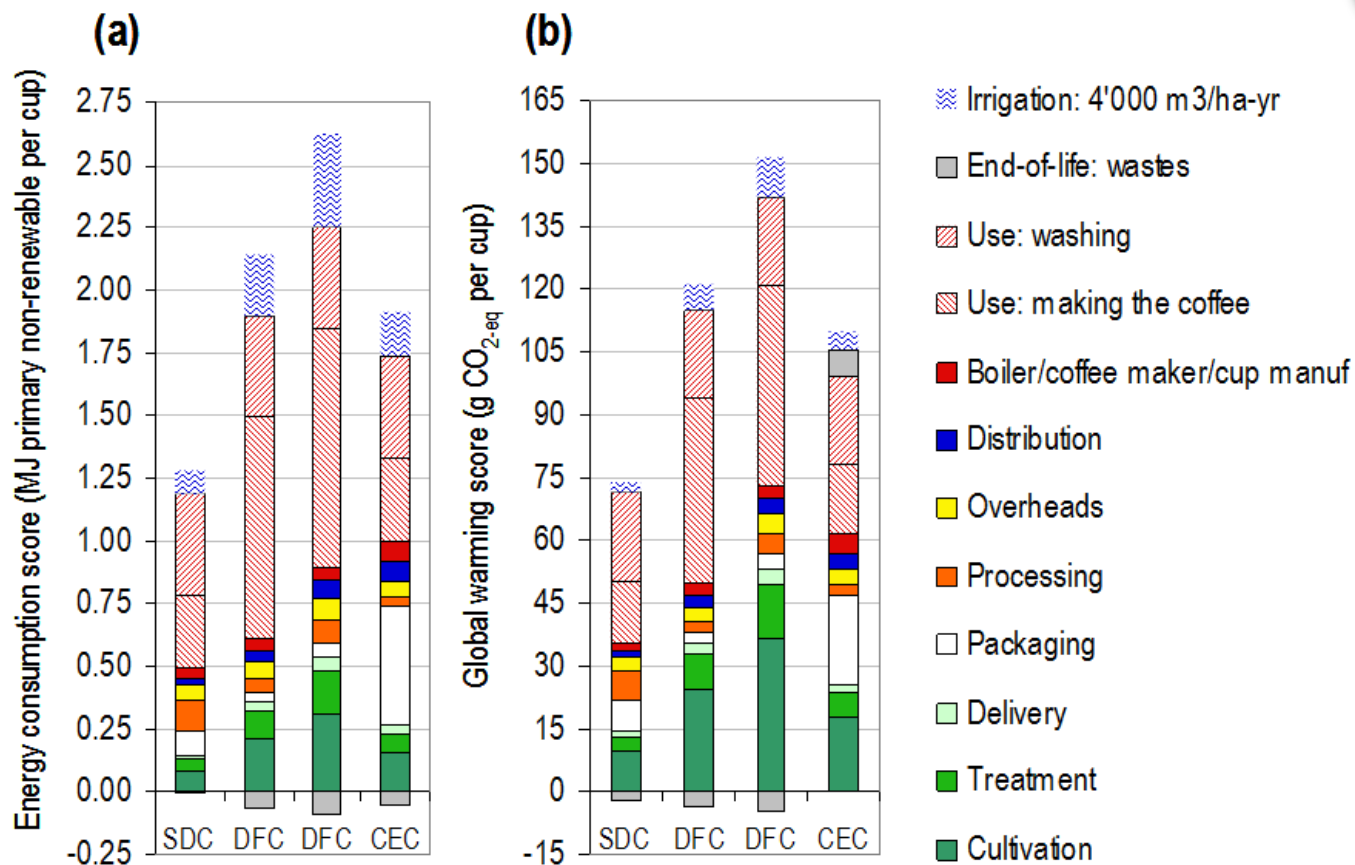 (a)
(b)
Energy consumption score (MJ primary non-renewable per cup)
2.75
2.50
2.25
2.00
1.75
1.50
1.25
1.00
0.75
0.50
0.25
0.00
-0.25
SDC DFC DFC CEC
Global warming score (g CO2-eq per cup)
165
150
135
120
105
90
75
60
45
30
15
0
-15
SDC DFC DFC CEC
Irrigation: 4'000 m3/ha-yr
End-of-life: wastes
Use: washing
Use: making the coffee
Boiler/coffee maker/cup manuf
Distribution
Overheads
Processing
Packaging
Delivery
Treatment
Cultivation